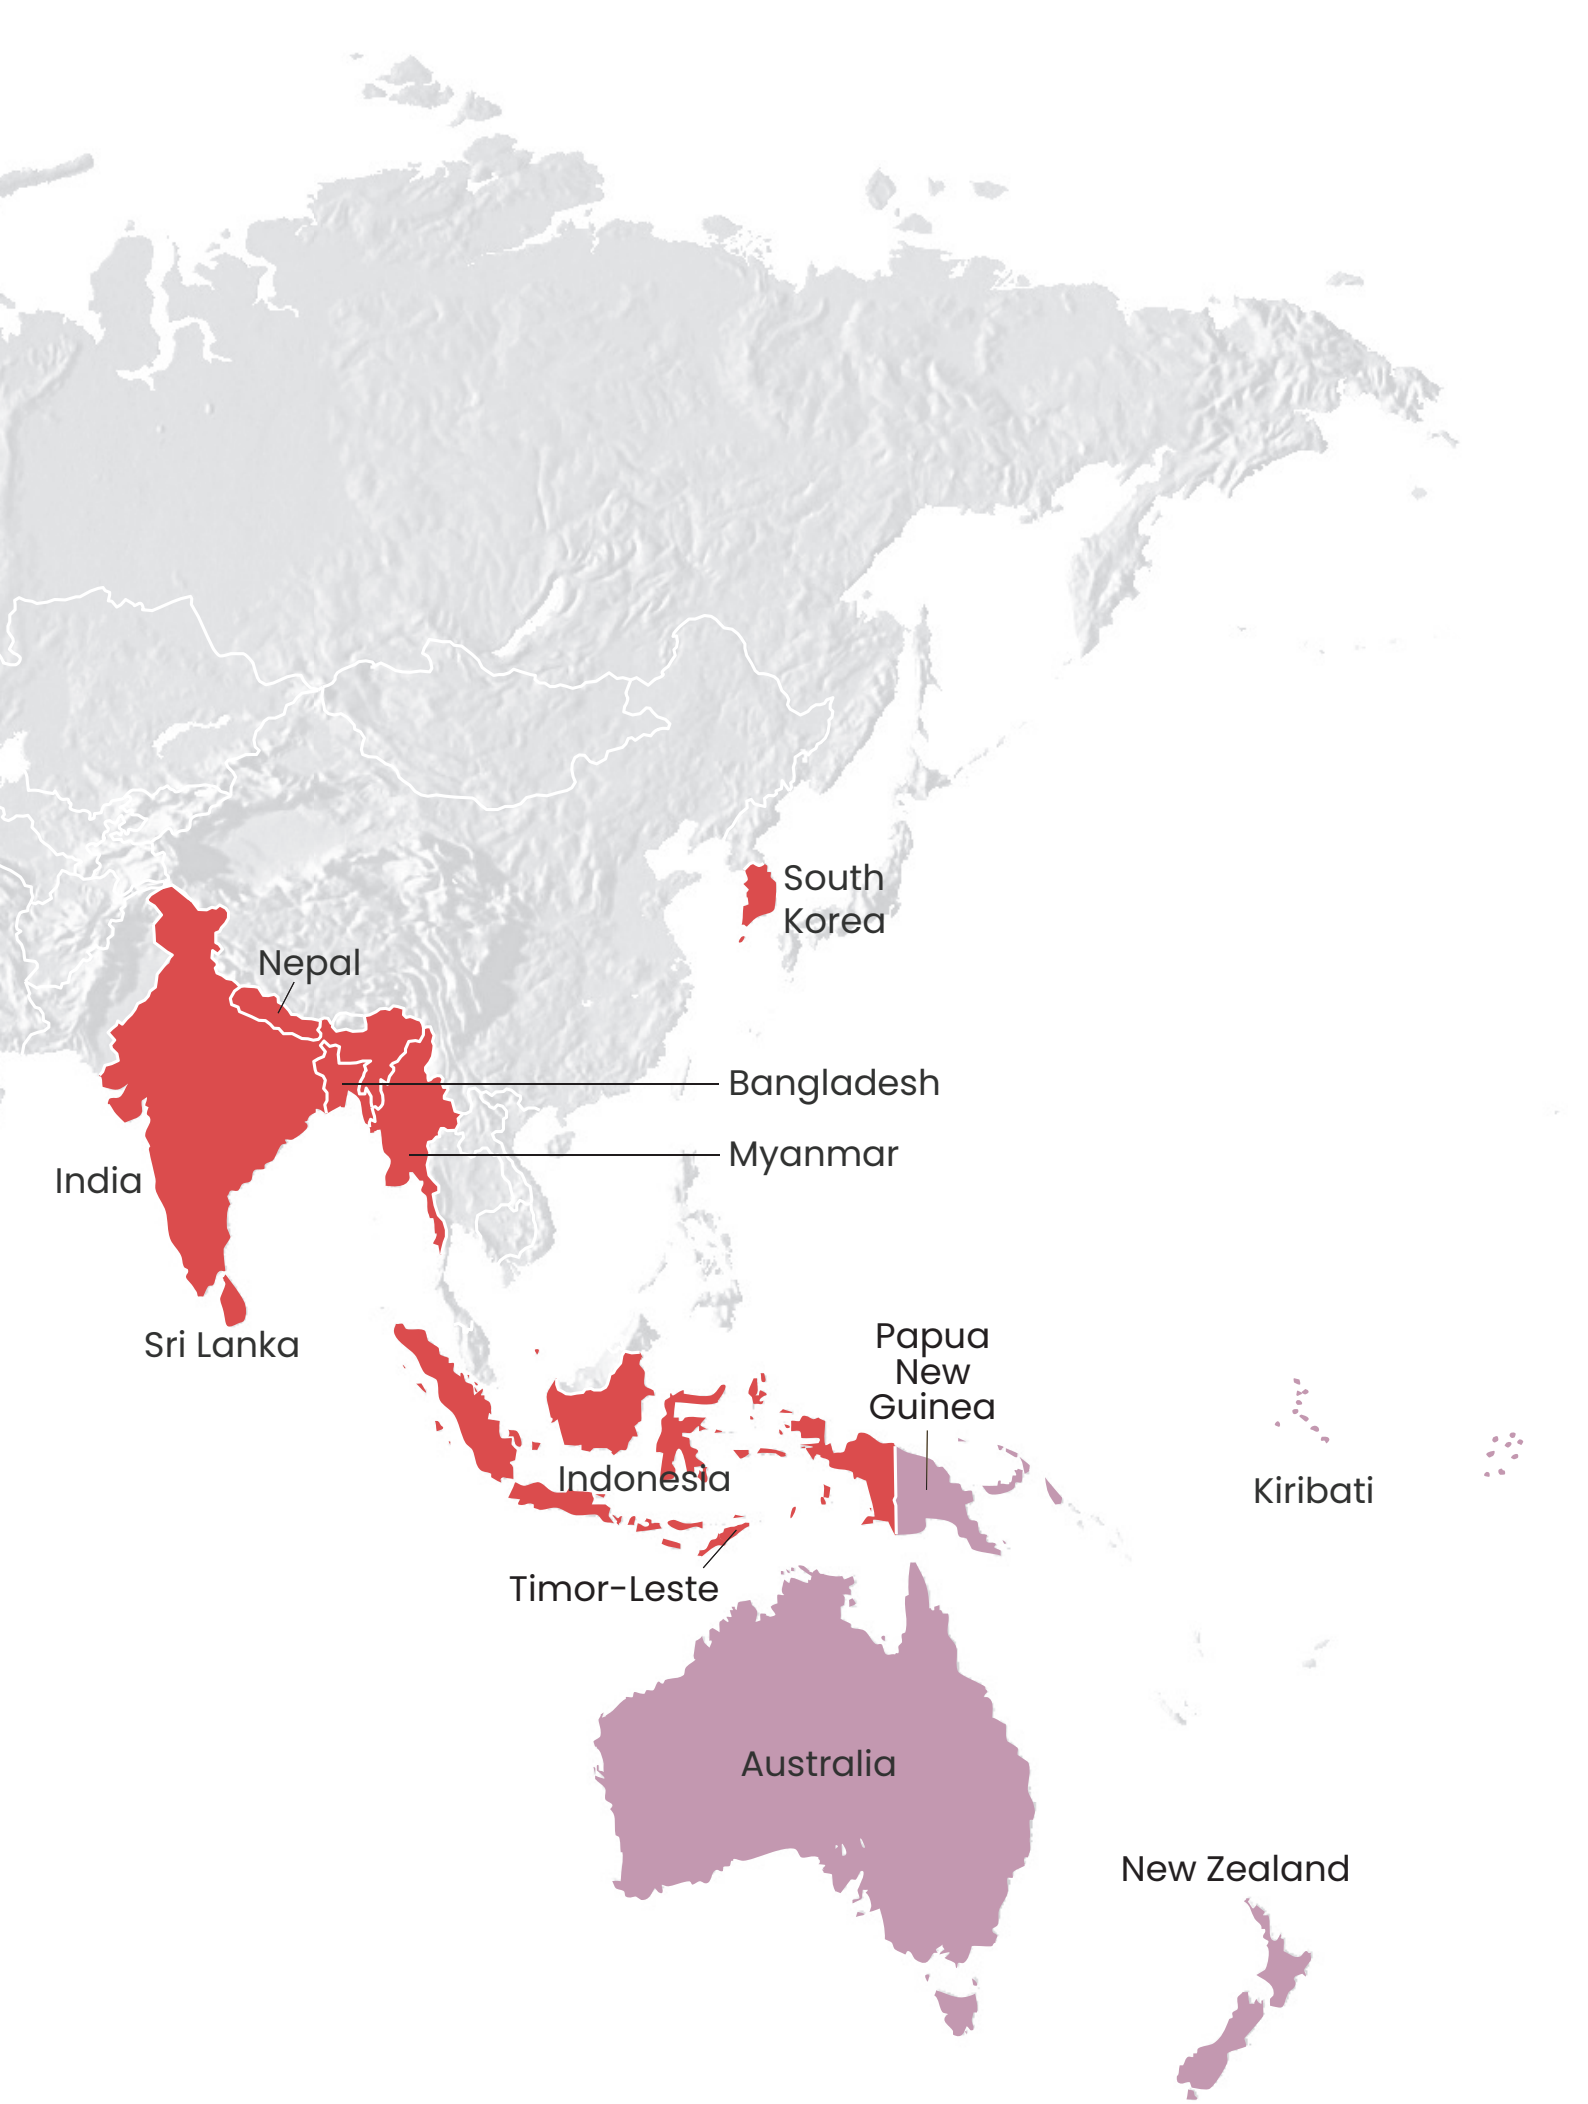 South
Korea
Nepal
Bangladesh
Myanmar
India
Sri Lanka
Papua
New
Guinea
Indonesia
Kiribati
Timor-Leste
Australia
New Zealand